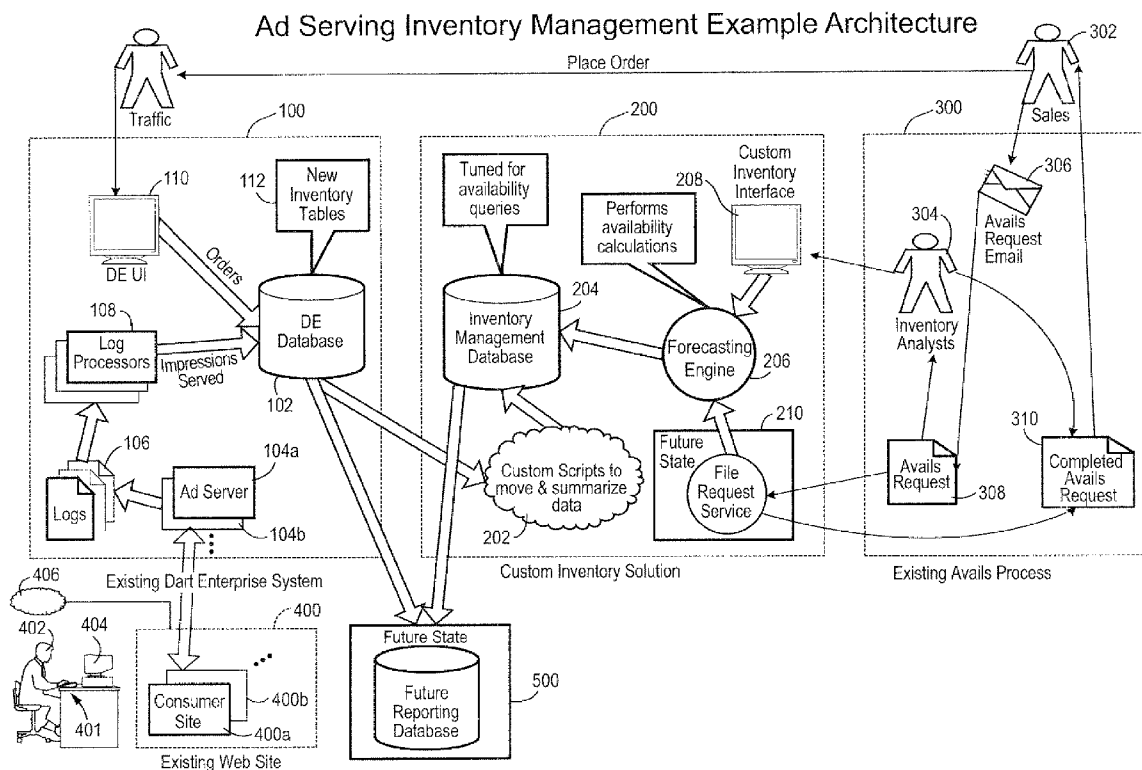 Ad Serving Inventory Management Example Architecture
302
Place Order
Traffic
Sales
100
200
300
110
112
New
Inventory
Tables
Tuned for
availability
queries
Custom
Inventory
Interface
208
306
Performs
availability
calculations
304
Avails
Request
Email
DE UI
Orders
204
108
Log
Processors
DE
Database
Inventory
Management
Database
Forecasting
Engine
206
Inventory
Analysts
Impressions
Served
102
210
310
106
104a
Future
State
Avails
Request
Completed
Avails
Request
Custom Scripts to
move & summarize
data
File
Request
Service
Logs
Ad Server
308
104b
202
Existing Dart Enterprise System
Custom Inventory Solution
Existing Avails Process
406
400
402
404
Future State
Consumer
Site
400b
400a
Future
Reporting
Database
500
401
Existing Web Site